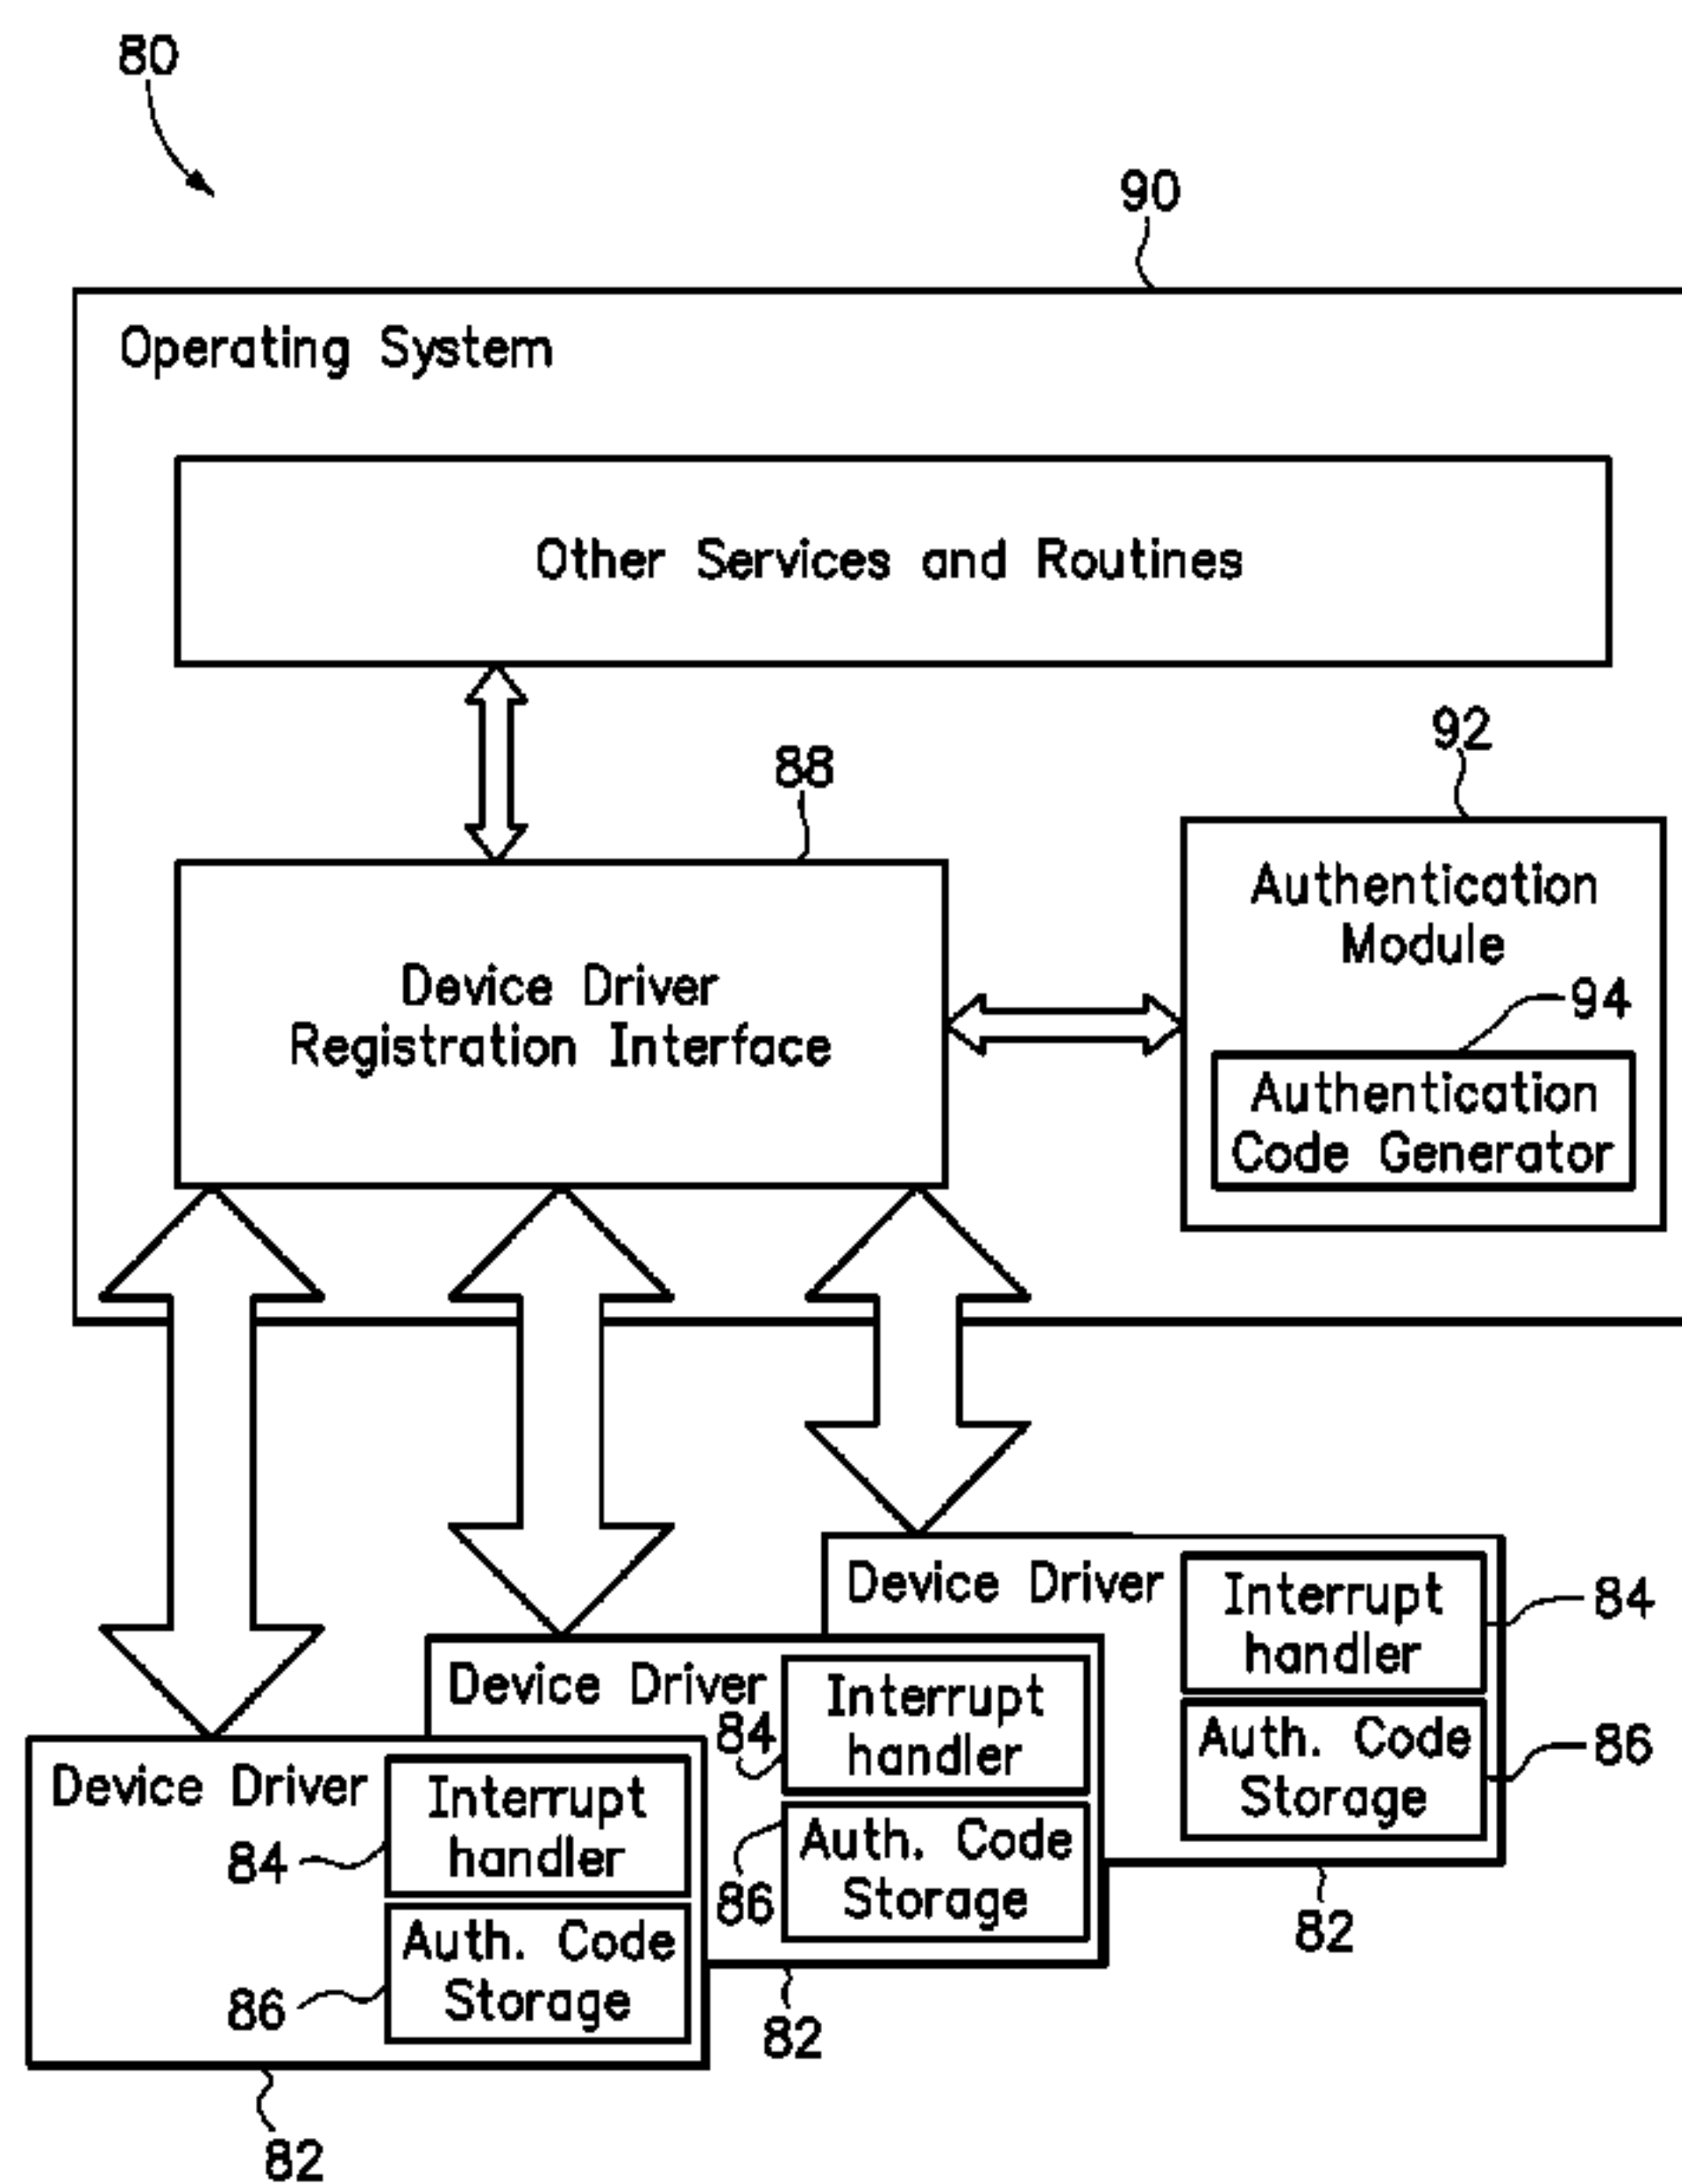 80
90
Operating System
Other Services and Routines
88
92
Device Driver
Registration Interface
Authentication
Module
94
Authentication
Code Generator
Device Driver
Interrupt
handler
84
Auth. Code
Storage
86
82
Device Driver
84
Interrupt
handler
86
Auth. Code
Storage
82
Device Driver
84
Interrupt
handler
86
Auth. Code
Storage
82